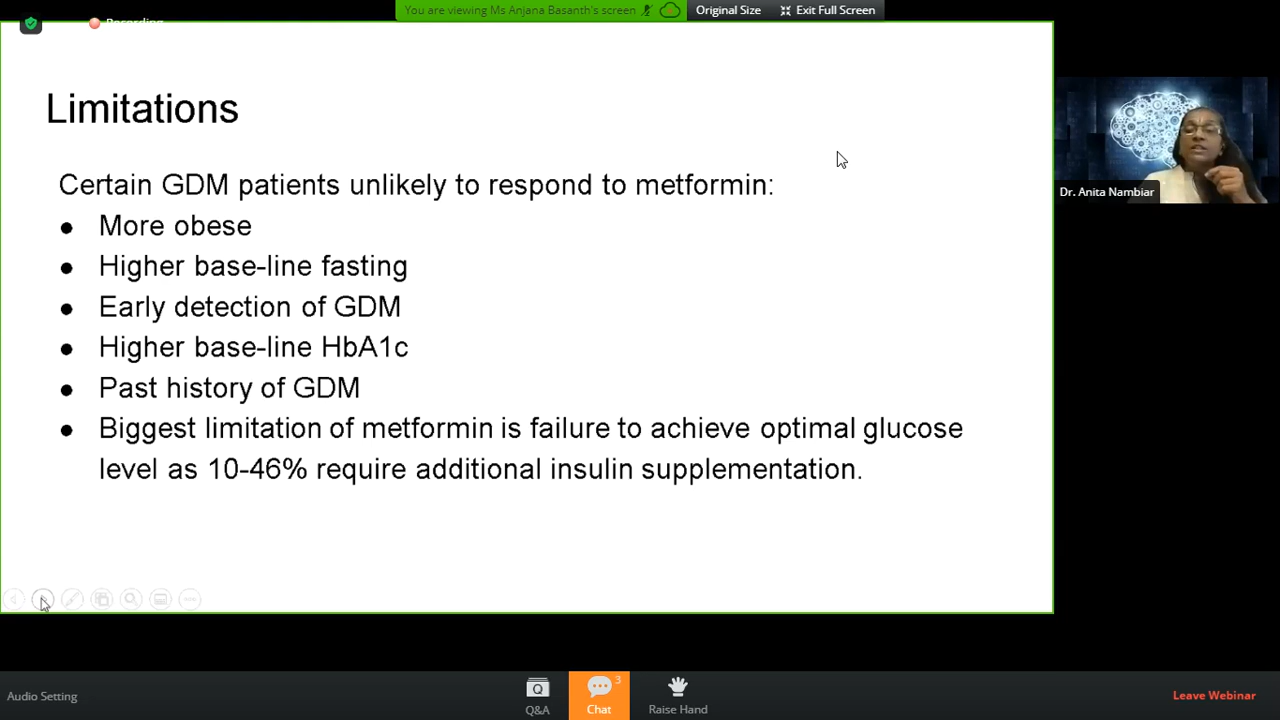 You are viewing Ms Anjana Basanth's screen
Original Size
Exit Full Screen
Recording
Limitations
Certain GDM patients unlikely to respond to metformin:
● More obese
● Higher base-line fasting
● Early detection of GDM
● Higher base-line HbA1c
● Past history of GDM
● Biggest limitation of metformin is failure to achieve optimal glucose
level as 10-46% require additional insulin supplementation.
Dr. Anita Nambiar
Audio Setting
Q&A
3
Chat
Raise Hand
Leave Webinar